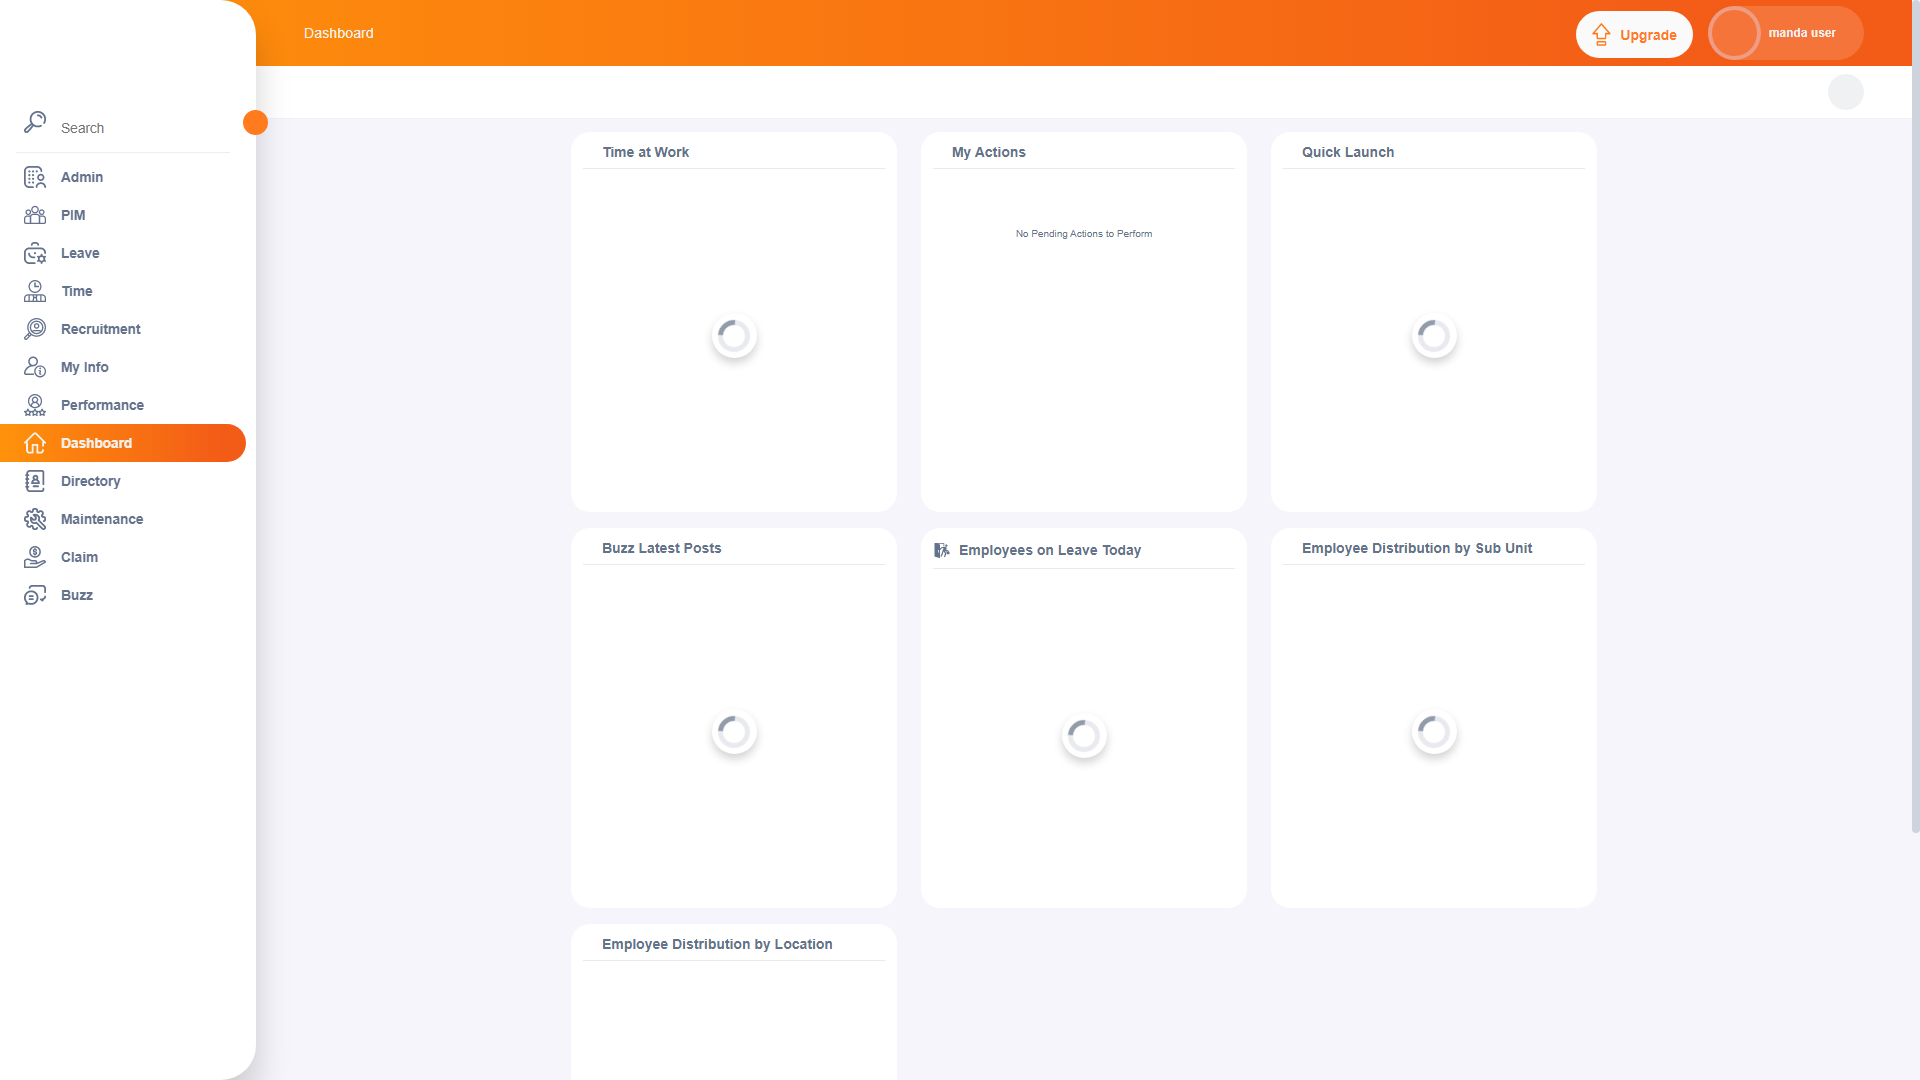 Dashboard
Upgrade
manda user
Search
Admin
PIM
Leave
Time
Recruitment
My Info
Performance
Dashboard
Directory
Maintenance
Claim
Buzz
Time at Work
My Actions
No Pending Actions to Perform
Quick Launch
Buzz Latest Posts
Employees on Leave Today
Employee Distribution by Sub Unit
Employee Distribution by Location